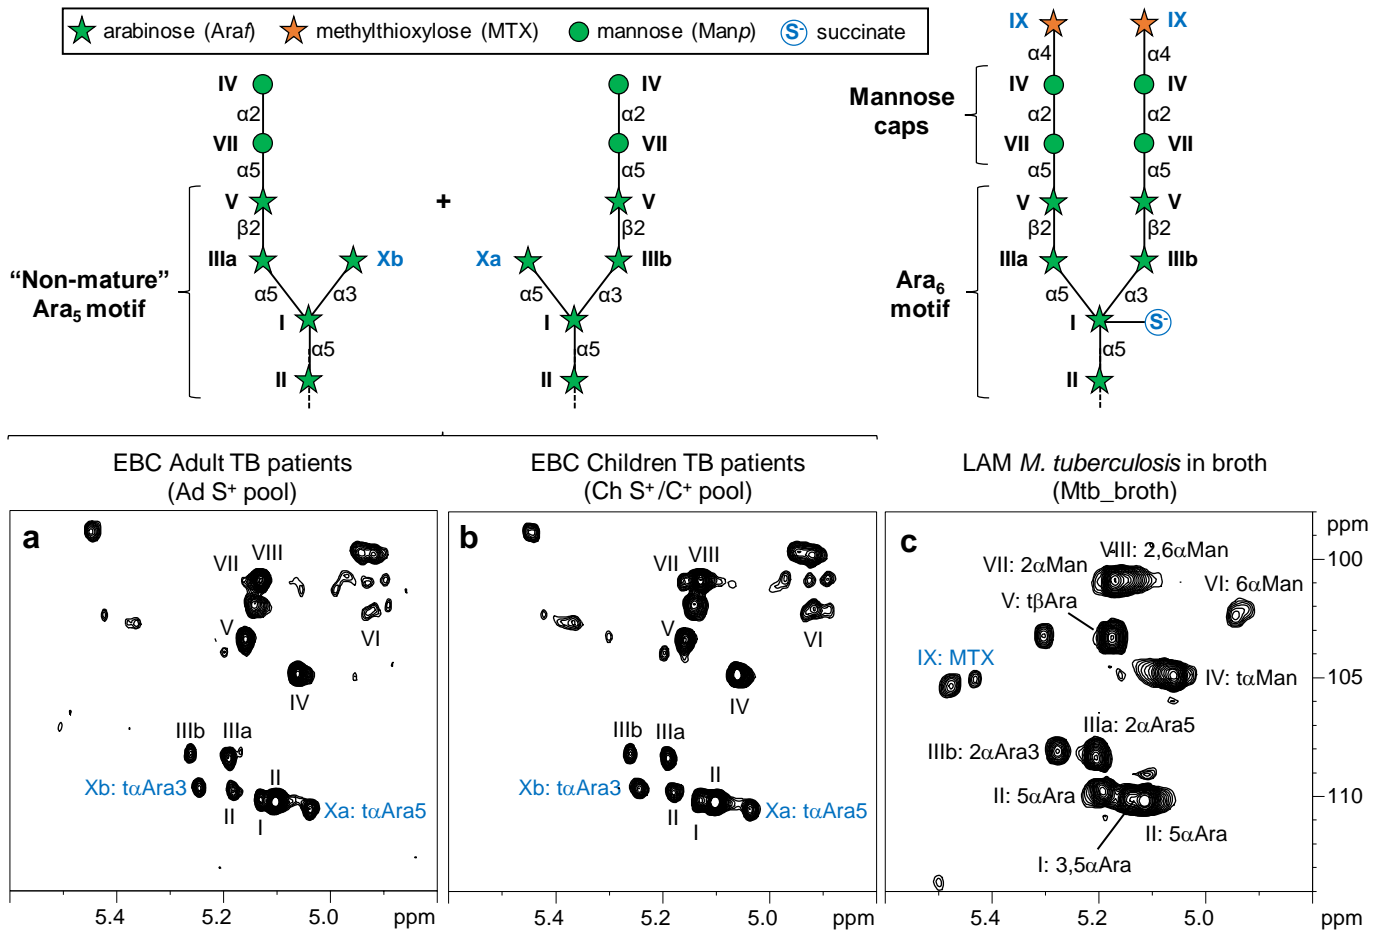 arabinose (Araf) methylthioxylose (MTX) mannose (Manp) S⁻ succinate
IV IV IX IX
α4 α4
α2 α2 IV IV
Mannose caps
α2 α2
VII VII VII VII
α5 α5 α5 α5
V + V V V
β2 β2 β2 β2
IIIa Xb Xa IIIb IIIa IIIb
"Non-mature" Ara₅ motif
Ara₆ motif
α5 α3 α5 α3 α5 α3
I I I S⁻
α5 α5 α5
II II II
EBC Adult TB patients
(Ad S⁺ pool)
EBC Children TB patients
(Ch S⁺/C⁺ pool)
LAM M. tuberculosis in broth
(Mtb_broth)
a
VII VIII
V
VI
IV
IIIb IIIa
Xb: tαAra3
II
II
I
Xa: tαAra5
5.4 5.2 5.0 ppm
b
VII VIII
V
VI
IV
IIIb IIIa
Xb: tαAra3
II
II
I
Xa: tαAra5
5.4 5.2 5.0 ppm
c
VIII: 2,6αMan
VII: 2αMan
VI: 6αMan
V: tβAra
IX: MTX
IV: tαMan
IIIa: 2αAra5
IIIb: 2αAra3
II: 5αAra
II: 5αAra
I: 3,5αAra
ppm
100
105
110
5.4 5.2 5.0 ppm